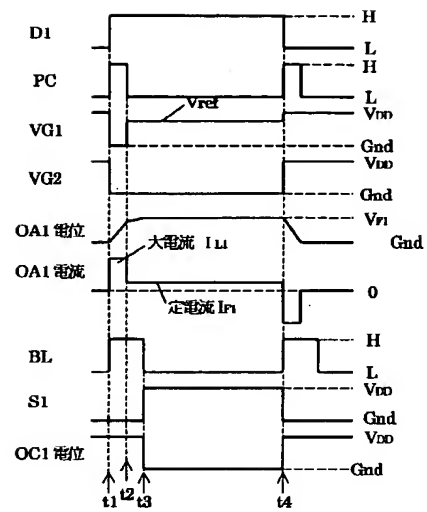 D1
H
L
PC
H
L
VG1
Vref
VDD
Gnd
VG2
VDD
Gnd
OA1 電位
VF1
Gnd
大電流 IL1
OA1 電流
0
定電流 IF1
BL
H
L
S1
VDD
Gnd
OC1 電位
VDD
Gnd
t1 t2 t3 t4